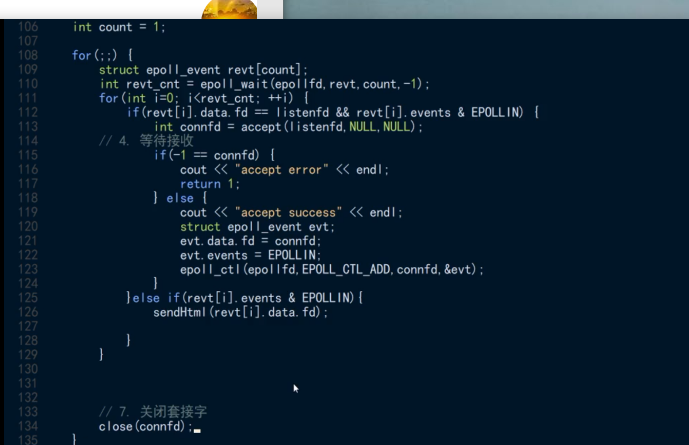 106 int count = 1;
107
108 for(;;) {
109 struct epoll_event revt[count];
110 int revt_cnt = epoll_wait(epollfd,revt,count,-1);
111 for(int i=0; i<revt_cnt; ++i) {
112 if(revt[i].data.fd == listenfd && revt[i].events & EPOLLIN) {
113 int connfd = accept(listenfd,NULL,NULL);
114 // 4. 等待接收
115 if(-1 == connfd) {
116 cout << "accept error" << endl;
117 return 1;
118 } else {
119 cout << "accept success" << endl;
120 struct epoll_event evt;
121 evt.data.fd = connfd;
122 evt.events = EPOLLIN;
123 epoll_ctl(epollfd,EPOLL_CTL_ADD,connfd,&evt);
124 }
125 }else if(revt[i].events & EPOLLIN){
126 sendHtml(revt[i].data.fd);
127
128 }
129 }
130
131
132
133 // 7. 关闭套接字
134 close(connfd);
135 }